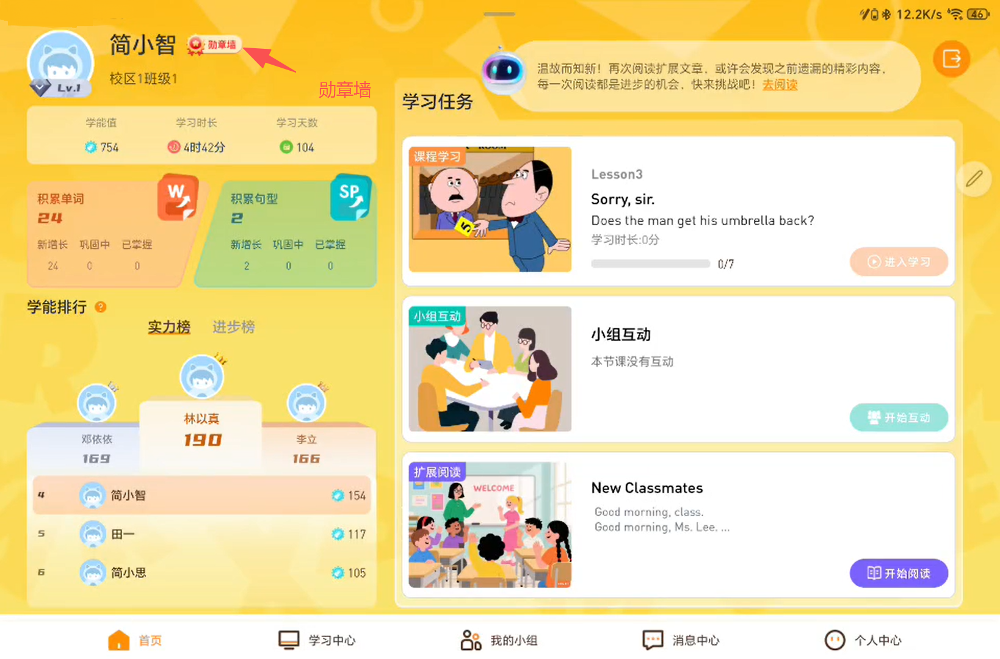 12.2K/s
46
简小智
勋章墙
校区1班级1
Lv.1
勋章墙
学能值
学习时长
学习天数
754
4时42分
104
积累单词
24
W
新增长
巩固中
已掌握
24
0
0
积累句型
2
SP
新增长
巩固中
已掌握
2
0
0
学能排行
?
实力榜
进步榜
林以真
190
邓依依
169
李立
166
4
简小智
154
5
田一
117
6
简小思
105
温故而知新！再次阅读扩展文章，或许会发现之前遗漏的精彩内容，
每一次阅读都是进步的机会，快来挑战吧！去阅读
学习任务
课程学习
ROOM
5
Lesson3
Sorry, sir.
Does the man get his umbrella back?
学习时长:0分
0/7
进入学习
小组互动
小组互动
本节课没有互动
开始互动
扩展阅读
WELCOME
New Classmates
Good morning, class.
Good morning, Ms. Lee. ...
开始阅读
首页
学习中心
我的小组
消息中心
个人中心